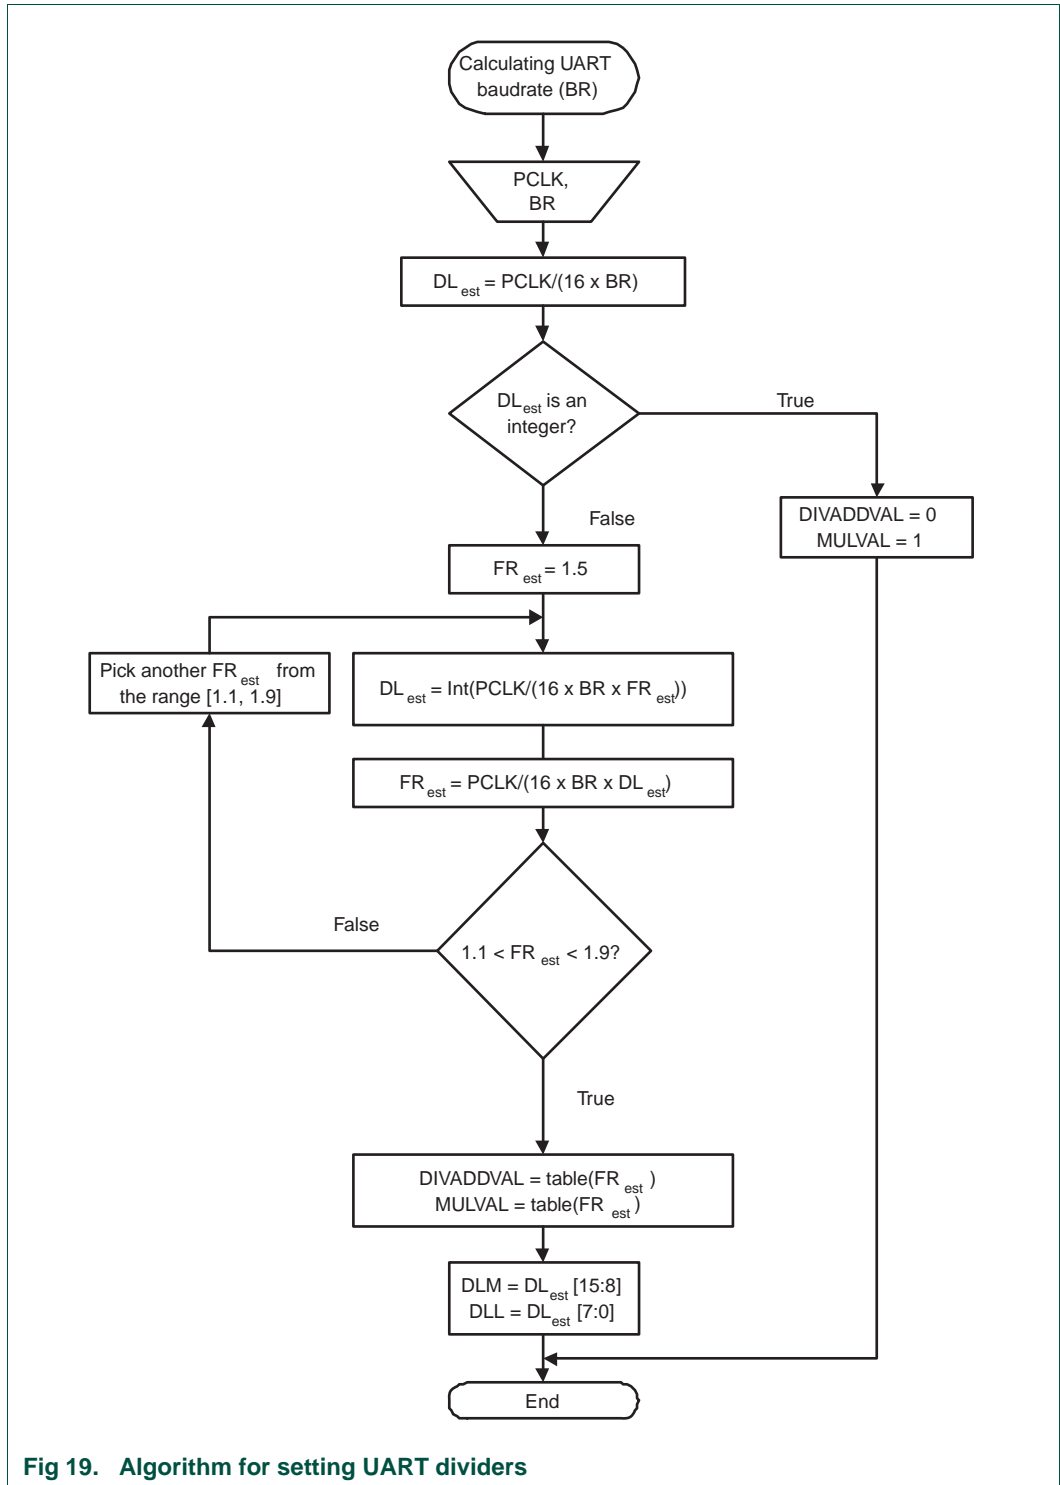 Calculating UART
baudrate (BR)
PCLK,
BR
DL est = PCLK/(16 x BR)
DL est is an
integer?
True
False
DIVADDVAL = 0
MULVAL = 1
FR est = 1.5
Pick another FR est from
the range [1.1, 1.9]
DL est = Int(PCLK/(16 x BR x FR est))
FR est = PCLK/(16 x BR x DL est)
False
1.1 < FR est < 1.9?
True
DIVADDVAL = table(FR est )
MULVAL = table(FR est )
DLM = DL est [15:8]
DLL = DL est [7:0]
End
Fig 19. Algorithm for setting UART dividers